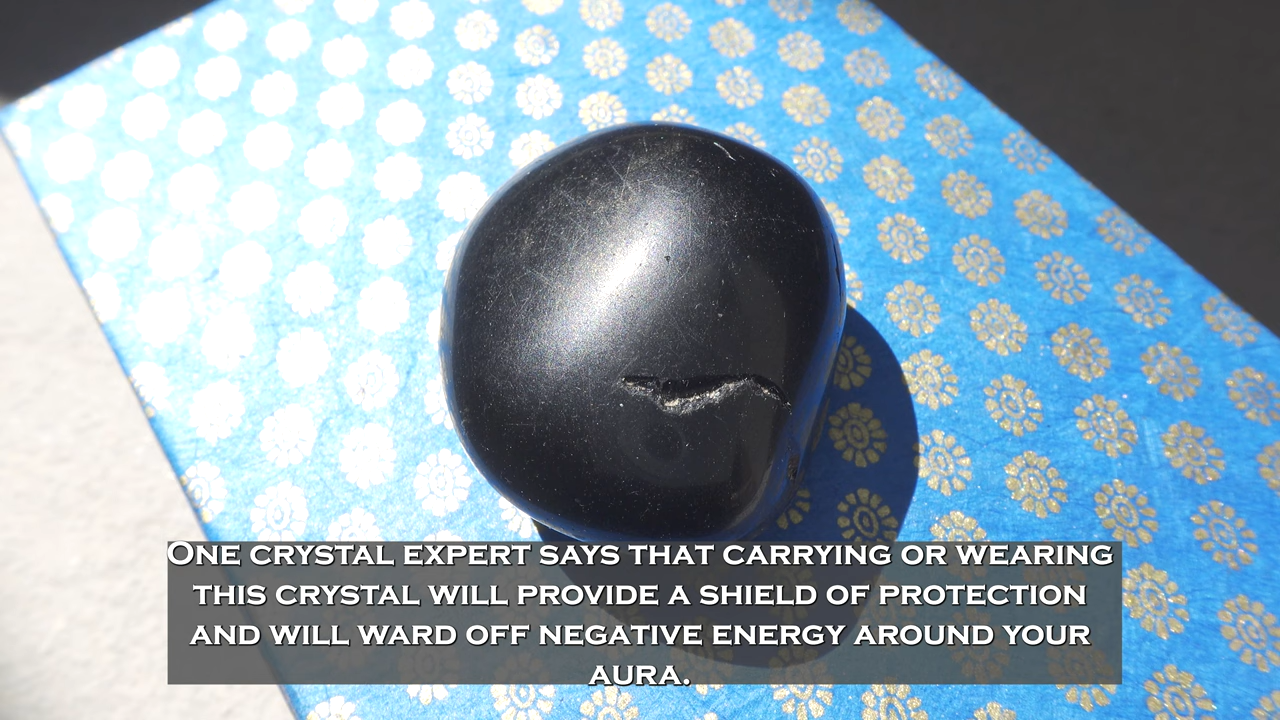 One crystal expert says that carrying or wearing
this crystal will provide a shield of protection
and will ward off negative energy around your
aura.